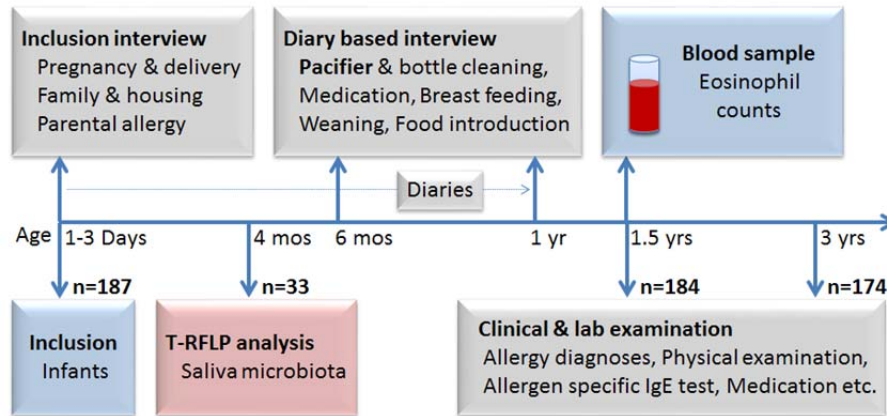 Inclusion interview
Pregnancy & delivery
Family & housing
Parental allergy
Diary based interview
Pacifier & bottle cleaning,
Medication, Breast feeding,
Weaning, Food introduction
Blood sample
Eosinophil
counts
Diaries
Age
1-3 Days
4 mos
6 mos
1 yr
1.5 yrs
3 yrs
n=187
n=33
n=184
n=174
Inclusion
Infants
T-RFLP analysis
Saliva microbiota
Clinical & lab examination
Allergy diagnoses, Physical examination,
Allergen specific IgE test, Medication etc.